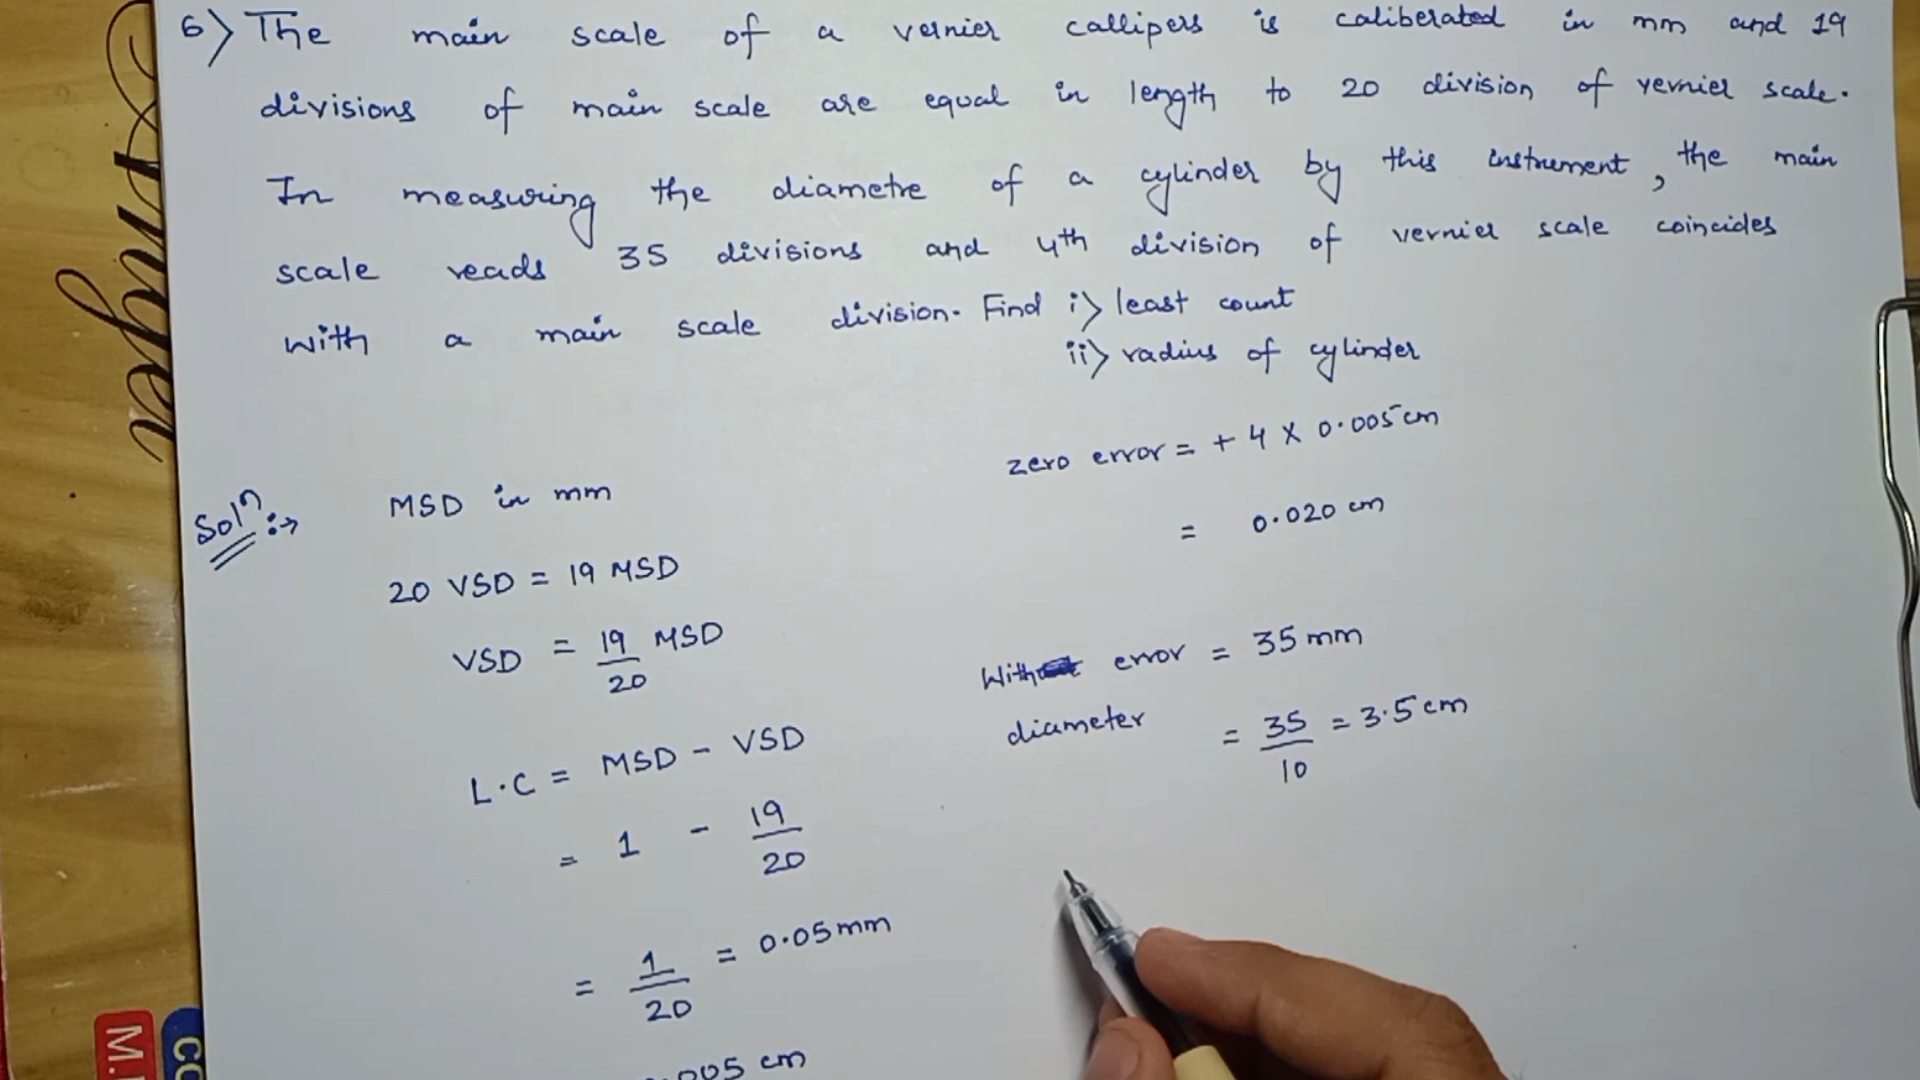 6) The main scale of a vernier callipers is caliberated in mm and 19
divisions of main scale are equal in length to 20 division of vernier scale.
In measuring the diametre of a cylinder by this instrument, the main
scale reads 35 divisions and 4th division of vernier scale coincides
with a main scale division. Find i) least count
ii) radius of cylinder
Soln :→
MSD in mm
20 VSD = 19 MSD
VSD = 19/20 MSD
L.C = MSD - VSD
= 1 - 19/20
= 1/20 = 0.05 mm
.005 cm
zero error = + 4 X 0.005 cm
= 0.020 cm
With error = 35 mm
diameter = 35/10 = 3.5 cm
M.